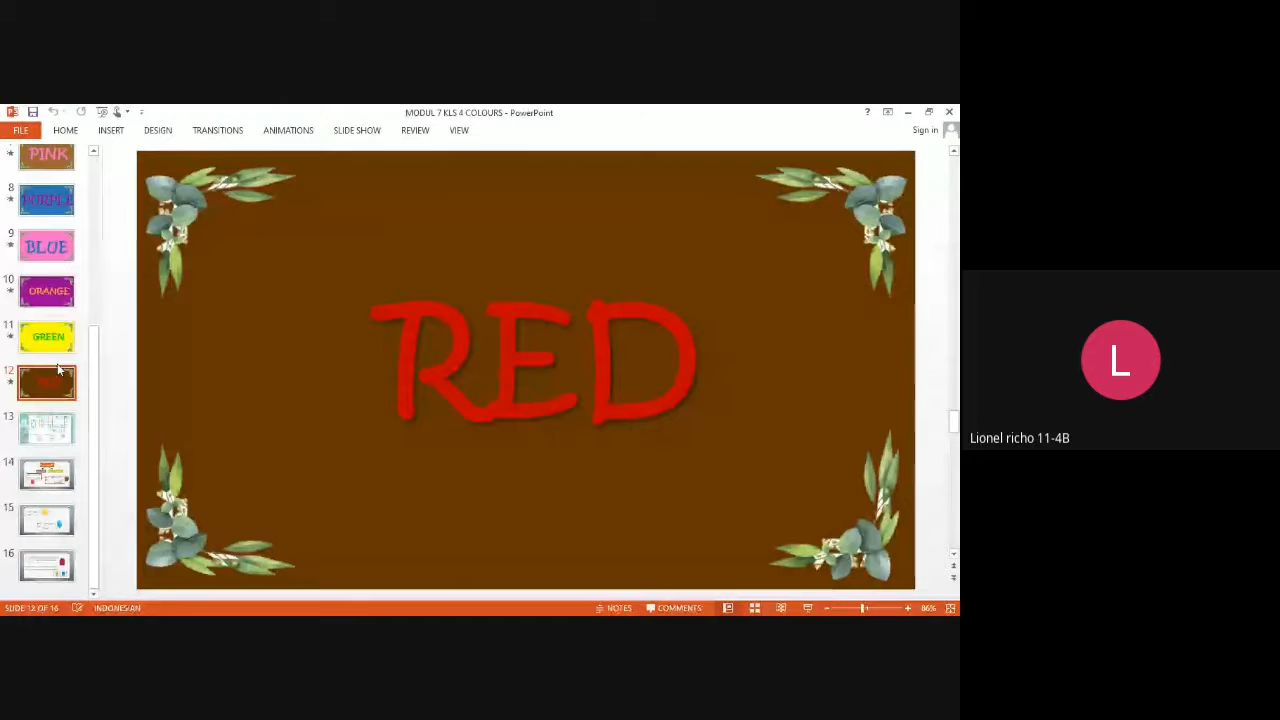 MODUL 7 KLS 4 COLOURS - PowerPoint
?
FILE HOME INSERT DESIGN TRANSITIONS ANIMATIONS SLIDE SHOW REVIEW VIEW
Sign in
PINK
8
PURPLE
9
BLUE
10
ORANGE
11
GREEN
12
RED
13
14
15
16
RED
SLIDE 12 OF 16
INDONESIAN
NOTES
COMMENTS
86%
L
Lionel richo 11-4B